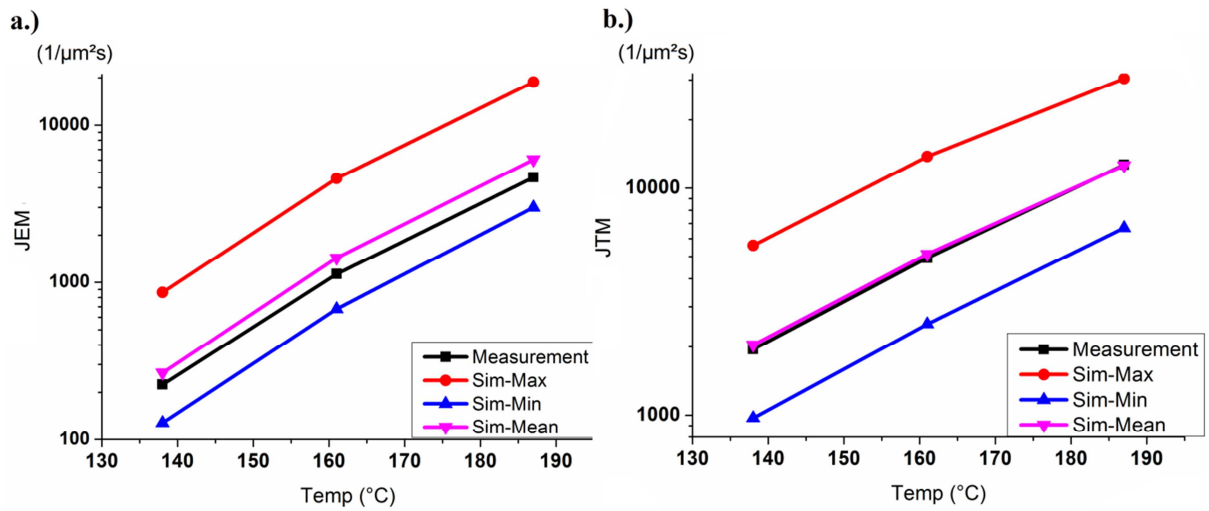 a.)
(1/µm²s)
10000
1000
100
JEM
130 140 150 160 170 180 190
Temp (°C)
Measurement
Sim-Max
Sim-Min
Sim-Mean
b.)
(1/µm²s)
10000
1000
JTM
130 140 150 160 170 180 190
Temp (°C)
Measurement
Sim-Max
Sim-Min
Sim-Mean